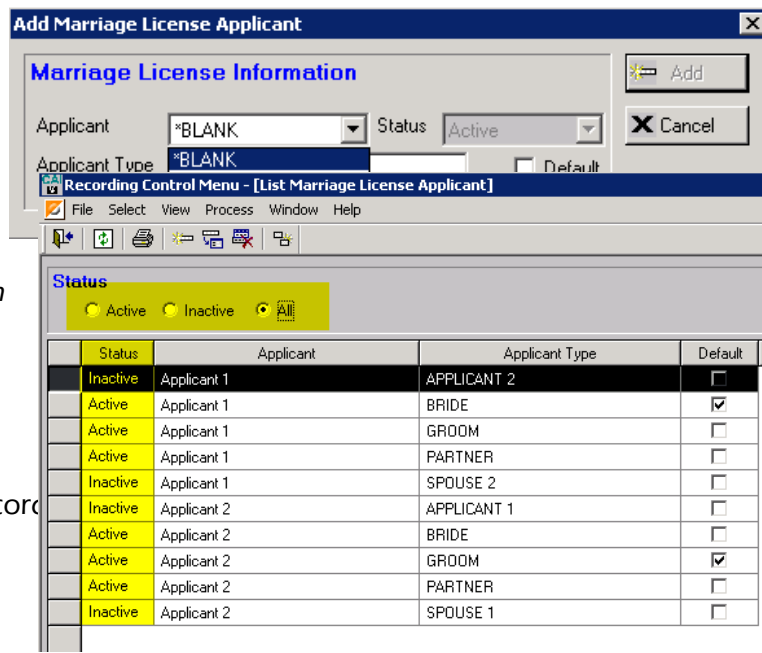 Add Marriage License Applicant
Marriage License Information
Add
Applicant *BLANK Status Active Cancel
Applicant Type *BLANK Default
Recording Control Menu - [List Marriage License Applicant]
File Select View Process Window Help
Status
Active Inactive All
Status Applicant Applicant Type Default
Inactive Applicant 1 APPLICANT 2
Active Applicant 1 BRIDE
Active Applicant 1 GROOM
Active Applicant 1 PARTNER
Inactive Applicant 1 SPOUSE 2
Inactive Applicant 2 APPLICANT 1
Active Applicant 2 BRIDE
Active Applicant 2 GROOM
Active Applicant 2 PARTNER
Inactive Applicant 2 SPOUSE 1